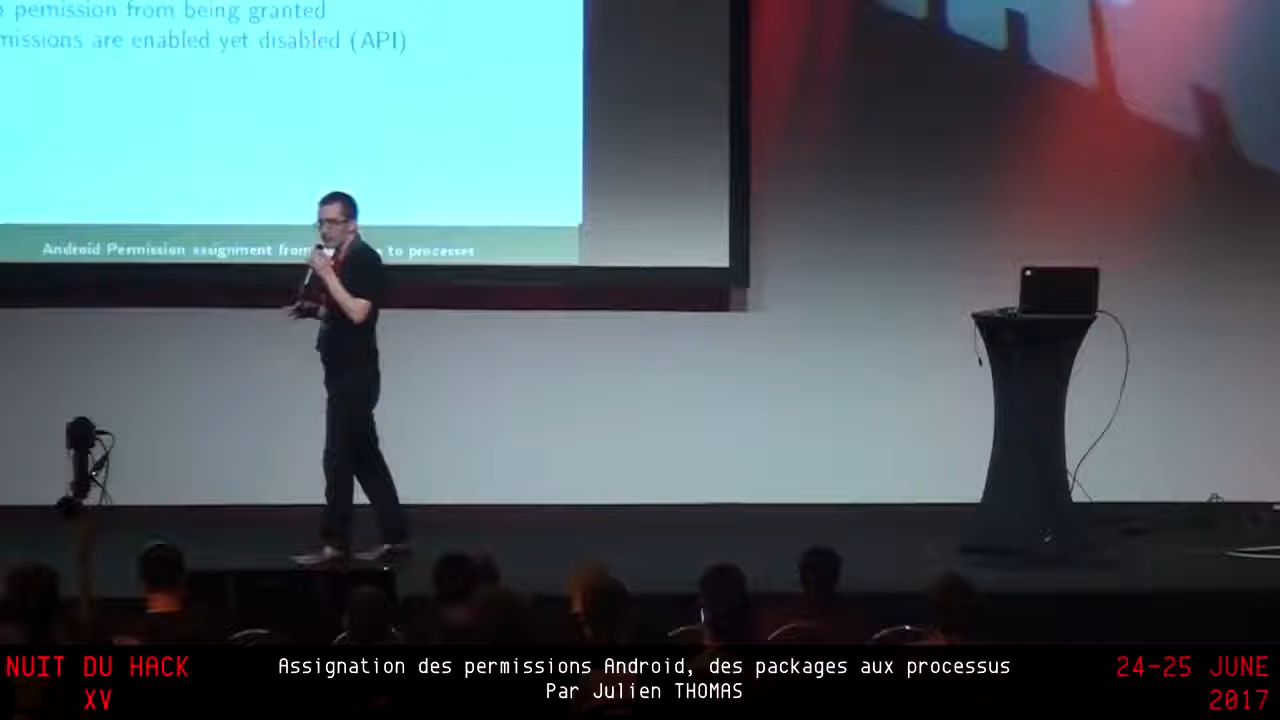 permission from being granted
missions are enabled yet disabled (API)
Android Permission assignment from to processes
NUIT DU HACK
XV
Assignation des permissions Android, des packages aux processus
Par Julien THOMAS
24-25 JUNE
2017